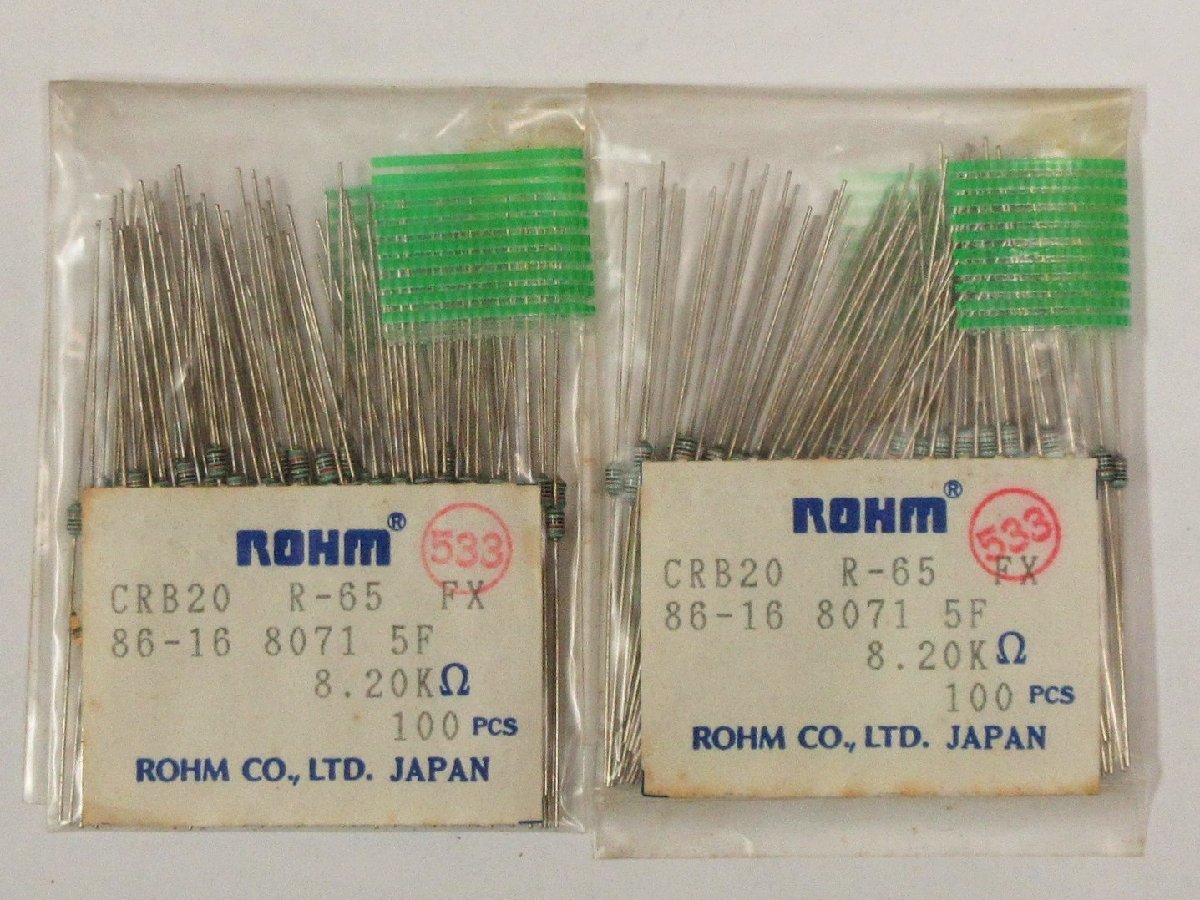 ROHM® 533
CRB20 R-65 FX
86-16 8071 5F
8.20KΩ
100 PCS
ROHM CO., LTD. JAPAN
ROHM® 533
CRB20 R-65 FX
86-16 8071 5F
8.20KΩ
100 PCS
ROHM CO., LTD. JAPAN